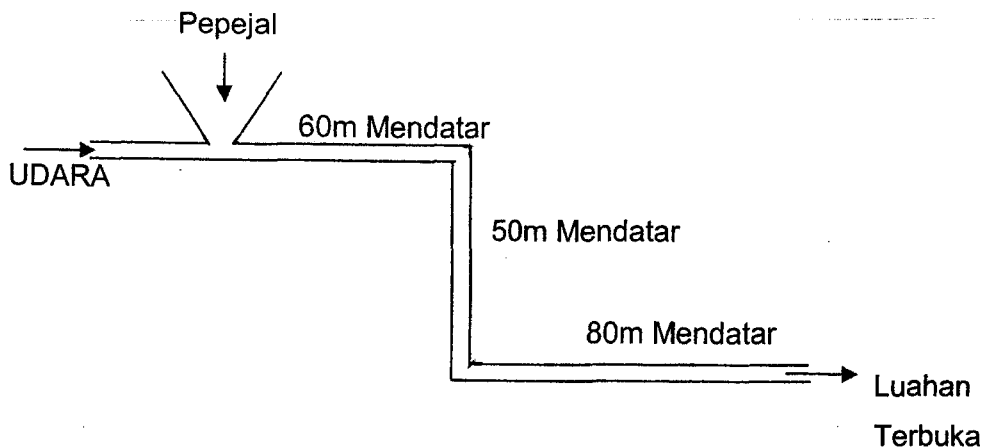 Pepejal
60m Mendatar
UDARA
50m Mendatar
80m Mendatar
Luahan
Terbuka